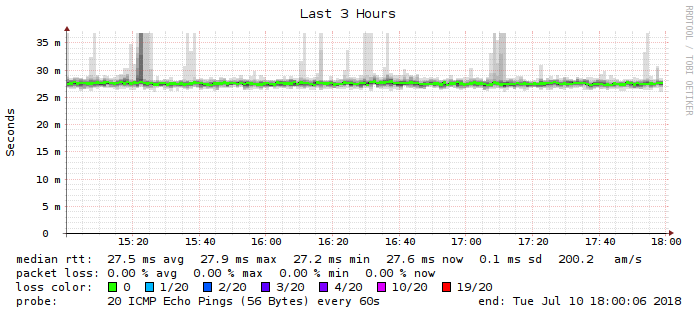 Last 3 Hours
RRDTOOL / TOBI OETIKER
Seconds
35 m
30 m
25 m
20 m
15 m
10 m
5 m
0
15:20 15:40 16:00 16:20 16:40 17:00 17:20 17:40 18:00
median rtt: 27.5 ms avg 27.9 ms max 27.2 ms min 27.6 ms now 0.1 ms sd 200.2 am/s
packet loss: 0.00 % avg 0.00 % max 0.00 % min 0.00 % now
loss color: 0 1/20 2/20 3/20 4/20 10/20 19/20
probe: 20 ICMP Echo Pings (56 Bytes) every 60s end: Tue Jul 10 18:00:06 2018